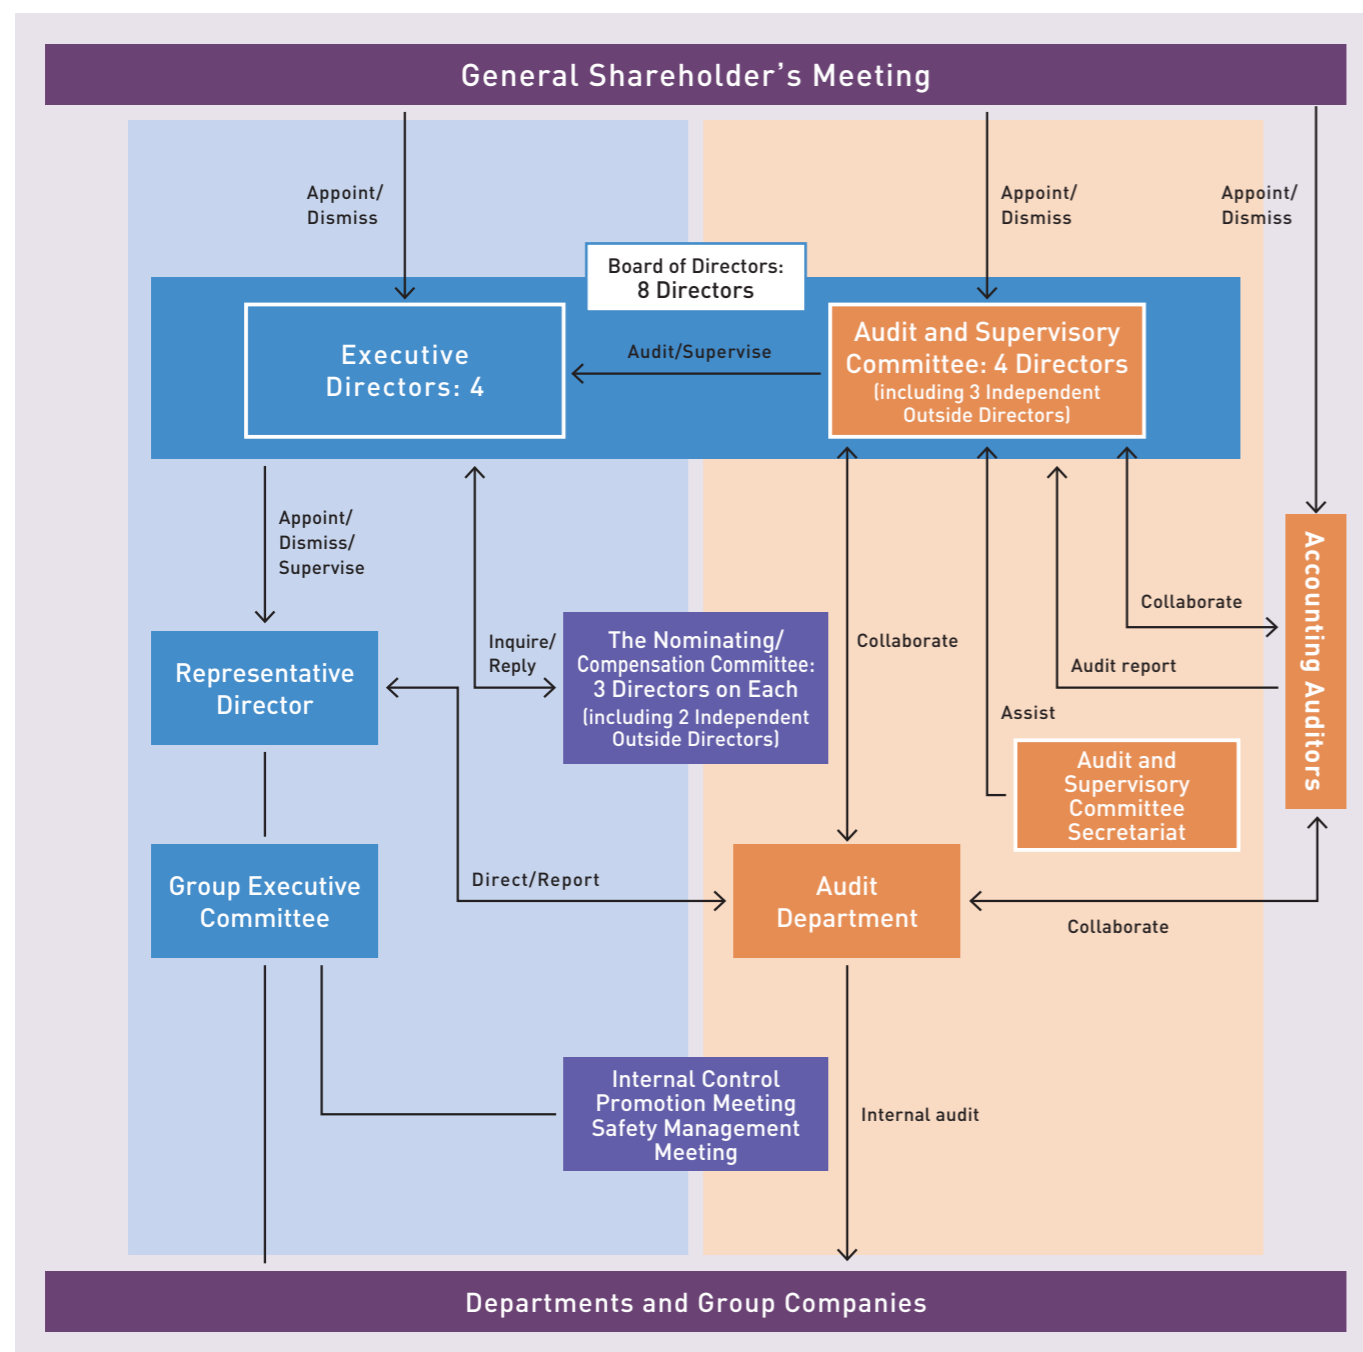 General Shareholder’s Meeting
Appoint/
Dismiss
Appoint/
Dismiss
Appoint/
Dismiss
Board of Directors:
8 Directors
Executive
Directors: 4
Audit/Supervise
Audit and Supervisory
Committee: 4 Directors
(including 3 Independent
Outside Directors)
Appoint/
Dismiss/
Supervise
Accounting Auditors
Collaborate
Representative
Director
Inquire/
Reply
The Nominating/
Compensation Committee:
3 Directors on Each
(including 2 Independent
Outside Directors)
Collaborate
Audit report
Assist
Audit and
Supervisory
Committee
Secretariat
Group Executive
Committee
Direct/Report
Audit
Department
Collaborate
Internal Control
Promotion Meeting
Safety Management
Meeting
Internal audit
Departments and Group Companies